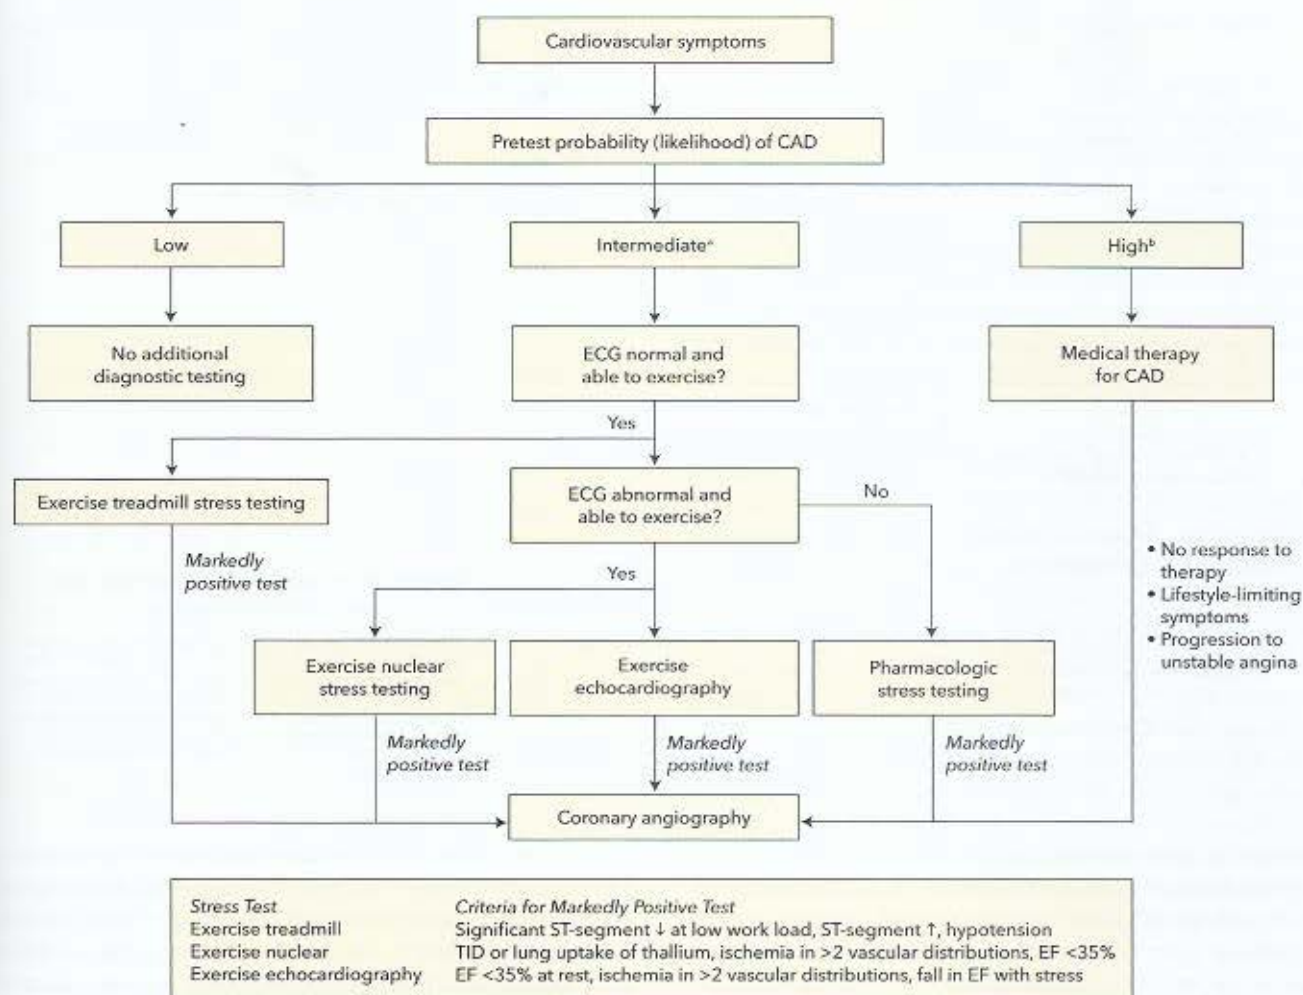 Cardiovascular symptoms
Pretest probability (likelihood) of CAD
Low
Intermediateᵃ
Highᵇ
No additional
diagnostic testing
ECG normal and
able to exercise?
Medical therapy
for CAD
Yes
Exercise treadmill stress testing
ECG abnormal and
able to exercise?
No
Markedly
positive test
Yes
• No response to
therapy
• Lifestyle-limiting
symptoms
• Progression to
unstable angina
Exercise nuclear
stress testing
Exercise
echocardiography
Pharmacologic
stress testing
Markedly
positive test
Markedly
positive test
Markedly
positive test
Coronary angiography
Stress Test Criteria for Markedly Positive Test
Exercise treadmill Significant ST-segment ↓ at low work load, ST-segment ↑, hypotension
Exercise nuclear TID or lung uptake of thallium, ischemia in >2 vascular distributions, EF <35%
Exercise echocardiography EF <35% at rest, ischemia in >2 vascular distributions, fall in EF with stress